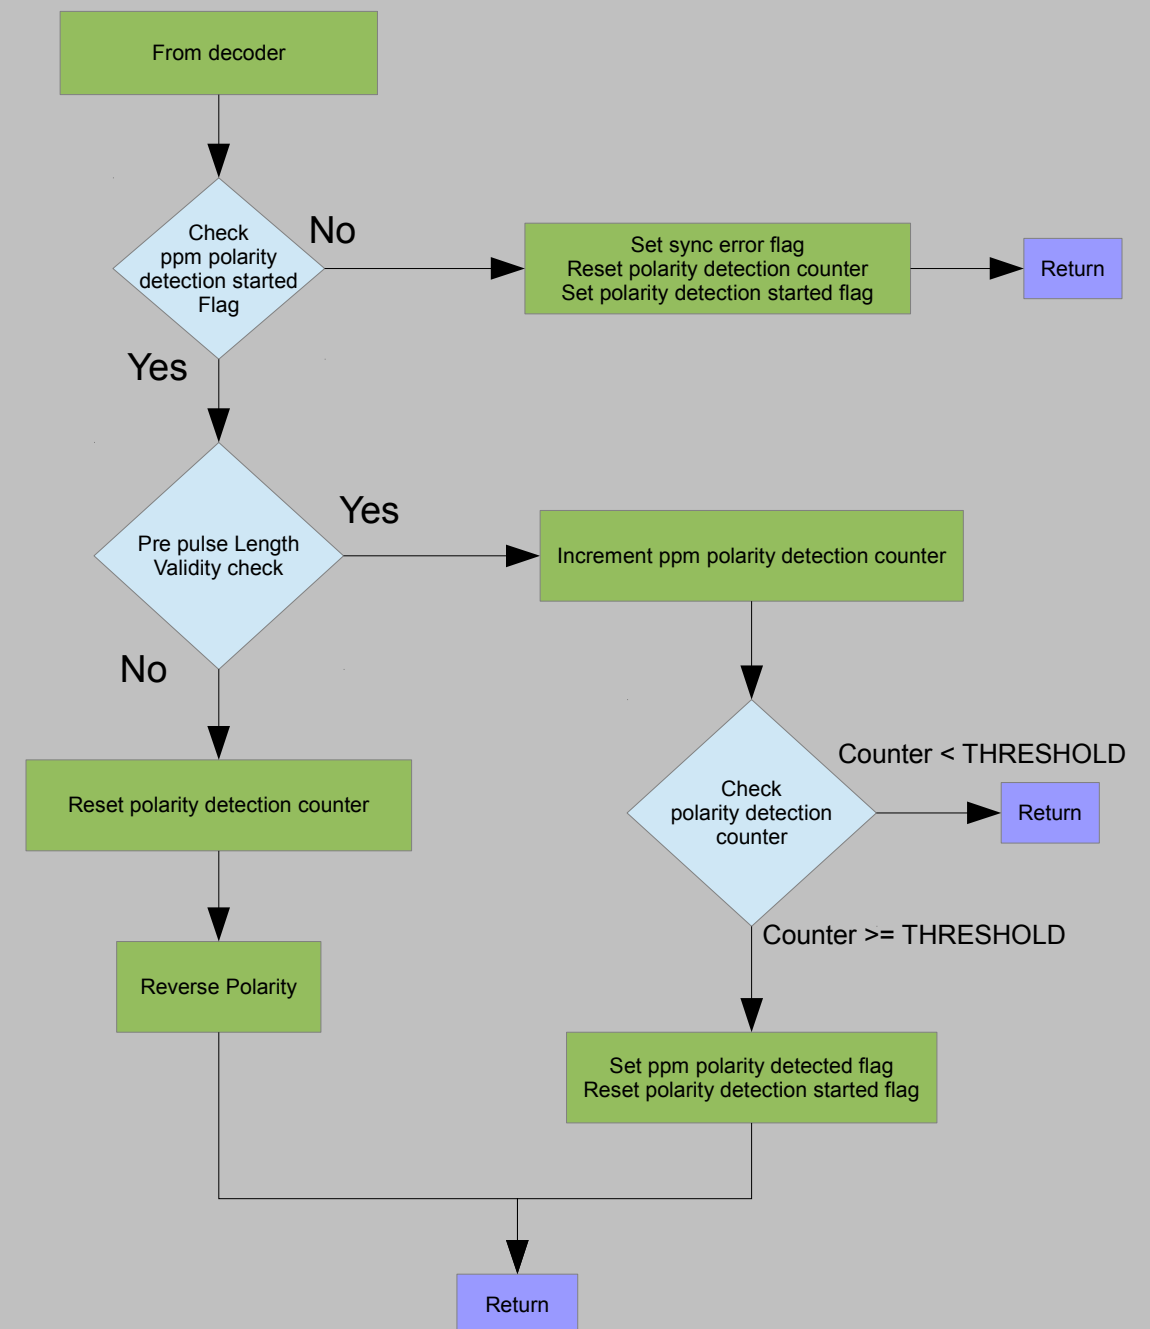 From decoder
Check
ppm polarity
detection started
Flag
No
Set sync error flag
Reset polarity detection counter
Set polarity detection started flag
Return
Yes
Pre pulse Length
Validity check
Yes
Increment ppm polarity detection counter
No
Counter < THRESHOLD
Check
polarity detection
counter
Return
Reset polarity detection counter
Counter >= THRESHOLD
Reverse Polarity
Set ppm polarity detected flag
Reset polarity detection started flag
Return